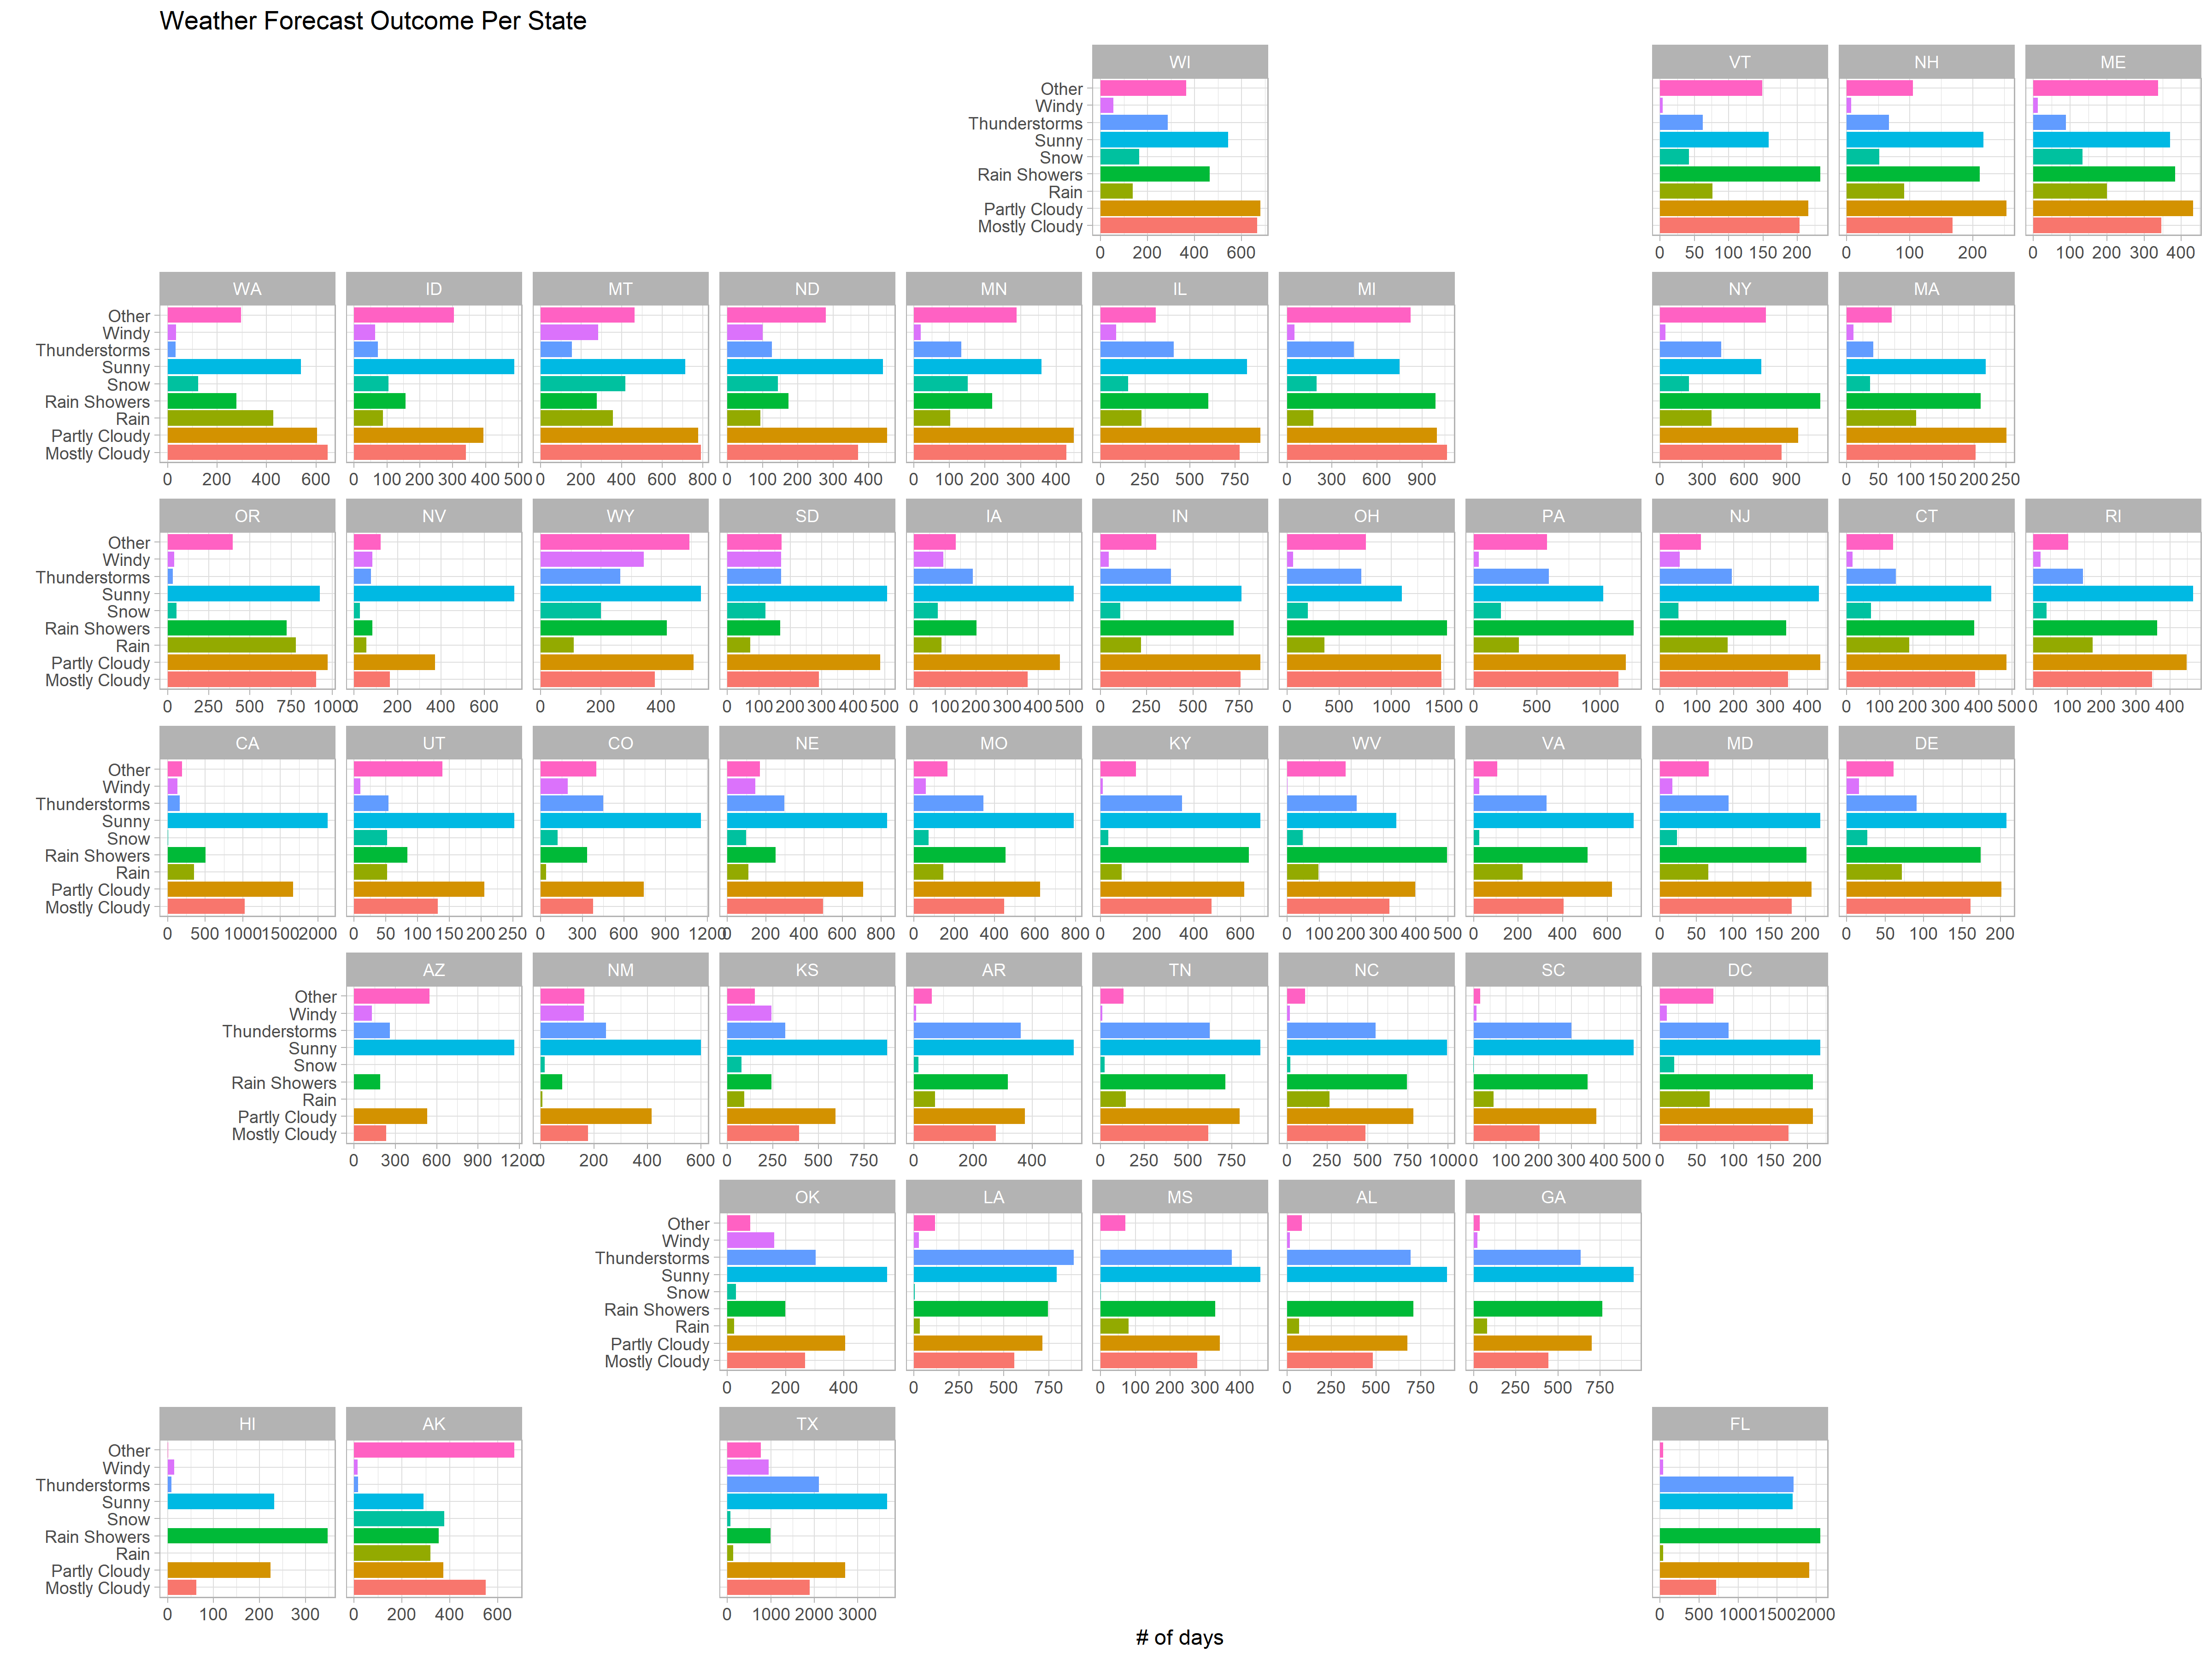 Weather Forecast Outcome Per State
WI VT NH ME
Other
Windy
Thunderstorms
Sunny
Snow
Rain Showers
Rain
Partly Cloudy
Mostly Cloudy
0 200 400 600 0 50 100 150 200 0 100 200 0 100 200 300 400
WA ID MT ND MN IL MI NY MA
Other
Windy
Thunderstorms
Sunny
Snow
Rain Showers
Rain
Partly Cloudy
Mostly Cloudy
0 200 400 600 0 100 200 300 400 500 0 200 400 600 800 0 100 200 300 400 0 100 200 300 400 0 250 500 750 0 300 600 900 0 300 600 900 0 50 100 150 200 250
OR NV WY SD IA IN OH PA NJ CT RI
Other
Windy
Thunderstorms
Sunny
Snow
Rain Showers
Rain
Partly Cloudy
Mostly Cloudy
0 250 500 750 1000 0 200 400 600 0 200 400 0 100 200 300 400 500 0 100 200 300 400 500 0 250 500 750 0 500 1000 1500 0 500 1000 0 100 200 300 400 0 100 200 300 400 500 0 100 200 300 400
CA UT CO NE MO KY WV VA MD DE
Other
Windy
Thunderstorms
Sunny
Snow
Rain Showers
Rain
Partly Cloudy
Mostly Cloudy
0 500 1000 1500 2000 0 50 100 150 200 250 0 300 600 900 1200 0 200 400 600 800 0 200 400 600 800 0 200 400 600 0 100 200 300 400 500 0 200 400 600 0 50 100 150 200 0 50 100 150 200
AZ NM KS AR TN NC SC DC
Other
Windy
Thunderstorms
Sunny
Snow
Rain Showers
Rain
Partly Cloudy
Mostly Cloudy
0 300 600 900 1200 0 200 400 600 0 250 500 750 0 200 400 0 250 500 750 0 250 500 750 1000 0 100 200 300 400 500 0 50 100 150 200
OK LA MS AL GA
Other
Windy
Thunderstorms
Sunny
Snow
Rain Showers
Rain
Partly Cloudy
Mostly Cloudy
0 200 400 0 250 500 750 0 100 200 300 400 0 250 500 750 0 250 500 750
HI AK TX FL
Other
Windy
Thunderstorms
Sunny
Snow
Rain Showers
Rain
Partly Cloudy
Mostly Cloudy
0 100 200 300 0 200 400 600 0 1000 2000 3000 0 500 1000 1500 2000
# of days